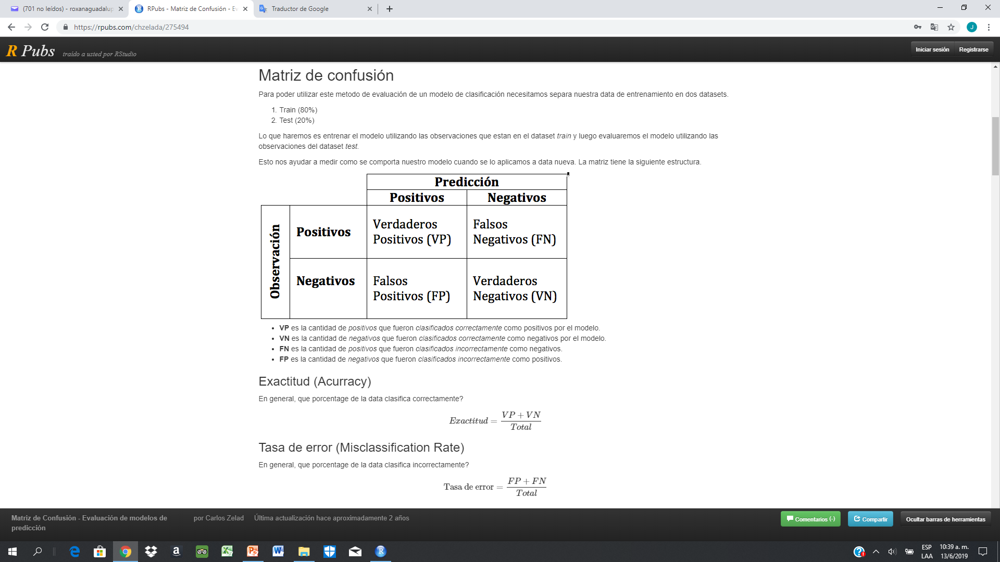 (701 no leídos) - roxanaguadalup
RPubs - Matriz de Confusión - Ev
Traductor de Google
https://rpubs.com/chzelada/275494
J
R Pubs traído a usted por RStudio
Iniciar sesión Registrarse
Matriz de confusión
Para poder utilizar este metodo de evaluación de un modelo de clasificación necesitamos separa nuestra data de entrenamiento en dos datasets.
1. Train (80%)
2. Test (20%)
Lo que haremos es entrenar el modelo utilizando las observaciones que estan en el dataset train y luego evaluaremos el modelo utilizando las
observaciones del dataset test.
Esto nos ayudar a medir como se comporta nuestro modelo cuando se lo aplicamos a data nueva. La matriz tiene la siguiente estructura.
Predicción
Positivos Negativos
Observación
Positivos
Verdaderos
Positivos (VP)
Falsos
Negativos (FN)
Negativos
Falsos
Positivos (FP)
Verdaderos
Negativos (VN)
• VP es la cantidad de positivos que fueron clasificados correctamente como positivos por el modelo.
• VN es la cantidad de negativos que fueron clasificados correctamente como negativos por el modelo.
• FN es la cantidad de positivos que fueron clasificados incorrectamente como negativos.
• FP es la cantidad de negativos que fueron clasificados incorrectamente como positivos.
Exactitud (Acurracy)
En general, que porcentage de la data clasifica correctamente?
Exactitud = VP + VN
Total
Tasa de error (Misclassification Rate)
En general, que porcentage de la data clasifica incorrectamente?
Tasa de error = FP + FN
Total
Matriz de Confusión - Evaluación de modelos de
predicción
por Carlos Zelad
Última actualización hace aproximadamente 2 años
Comentarios (-)
Compartir
Ocultar barras de herramientas
ESP
LAA
10:39 a. m.
13/6/2019